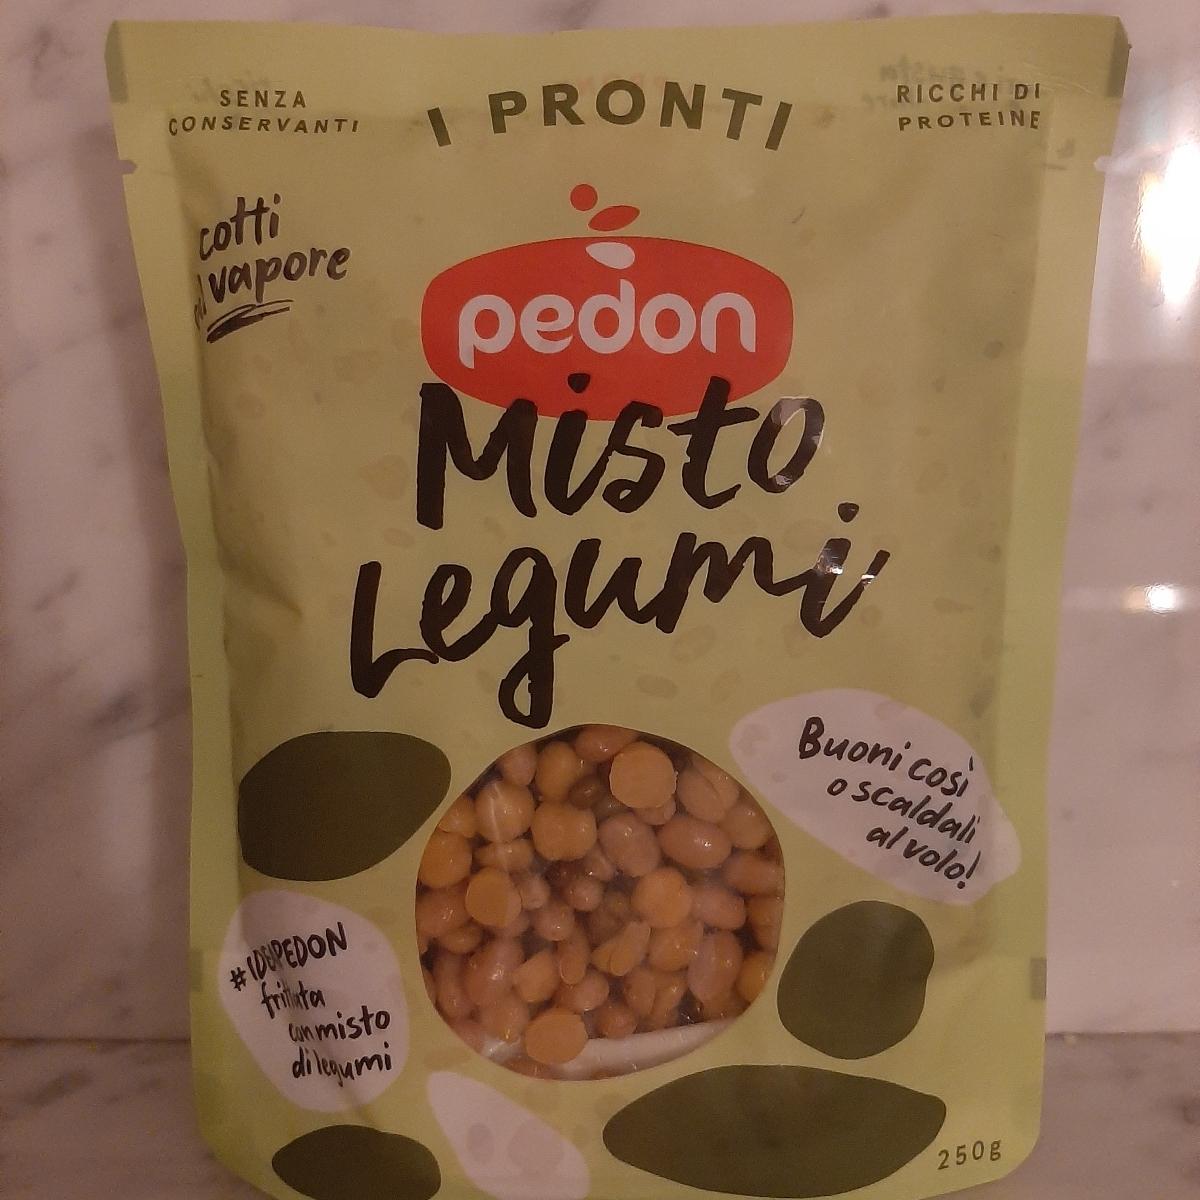 SENZA
CONSERVANTI
I PRONTI
RICCHI DI
PROTEINE
cotti
vapore
pedon
Misto
Legumi
Buoni così
o scaldali
al volo!
#IDEEPEDON
frittata
con misto
di legumi
250g